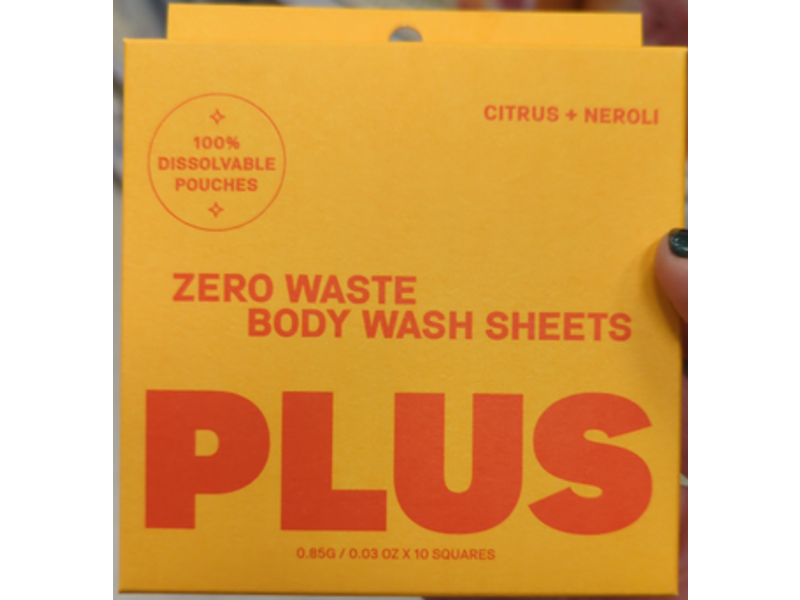 CITRUS + NEROLI
100%
DISSOLVABLE
POUCHES
ZERO WASTE
BODY WASH SHEETS
PLUS
0.85G / 0.03 OZ X 10 SQUARES